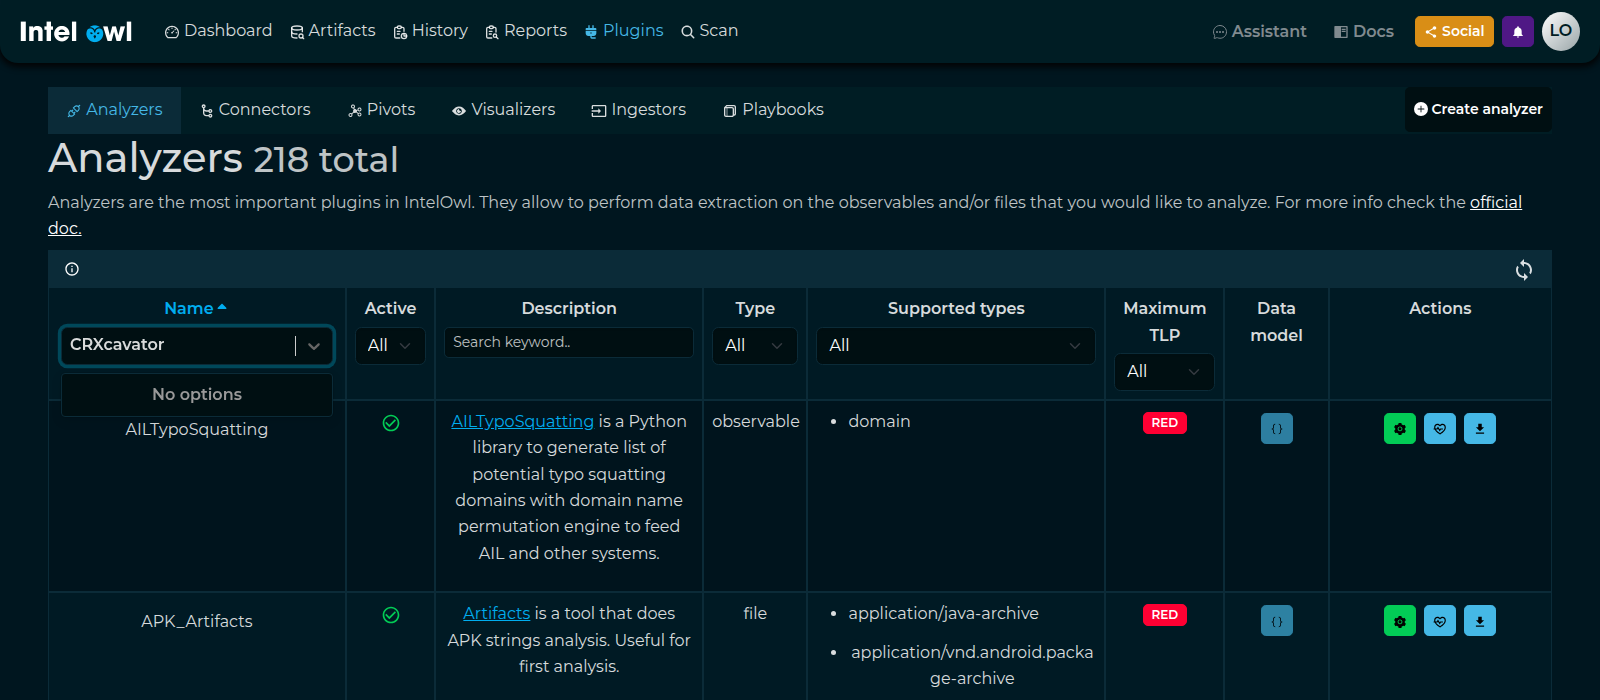 Intel Owl
Dashboard Artifacts History Reports Plugins Scan
Assistant Docs Social LO
Analyzers Connectors Pivots Visualizers Ingestors Playbooks Create analyzer
Analyzers 218 total
Analyzers are the most important plugins in IntelOwl. They allow to perform data extraction on the observables and/or files that you would like to analyze. For more info check the official
doc.
Name Active Description Type Supported types Maximum
TLP Data
model Actions
CRXcavator All Search keyword.. All All All
No options
AILTypoSquatting
AILTypoSquatting is a Python
library to generate list of
potential typo squatting
domains with domain name
permutation engine to feed
AIL and other systems.
observable
• domain
RED
{}
APK_Artifacts
Artifacts is a tool that does
APK strings analysis. Useful for
first analysis.
file
• application/java-archive
• application/vnd.android.packa
ge-archive
RED
{}